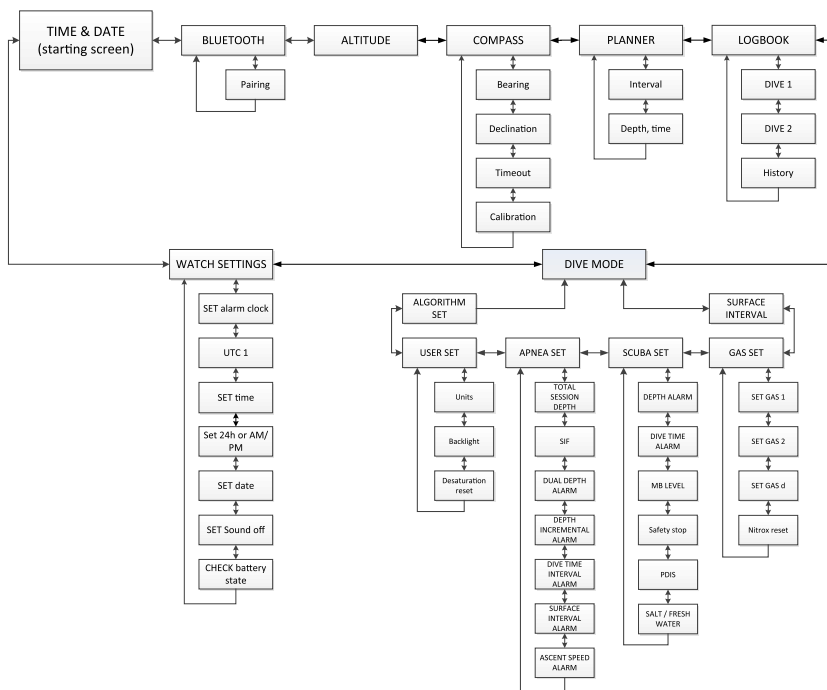 TIME & DATE
(starting screen)
BLUETOOTH
ALTITUDE
COMPASS
PLANNER
LOGBOOK
Pairing
Bearing
Declination
Timeout
Calibration
Interval
Depth, time
DIVE 1
DIVE 2
History
WATCH SETTINGS
DIVE MODE
SET alarm clock
UTC 1
SET time
Set 24h or AM/
PM
SET date
SET Sound off
CHECK battery
state
ALGORITHM
SET
SURFACE
INTERVAL
USER SET
APNEA SET
SCUBA SET
GAS SET
Units
Backlight
Desaturation
reset
TOTAL
SESSION
DEPTH
SIF
DUAL DEPTH
ALARM
DEPTH
INCREMENTAL
ALARM
DIVE TIME
INTERVAL
ALARM
SURFACE
INTERVAL
ALARM
ASCENT SPEED
ALARM
DEPTH ALARM
DIVE TIME
ALARM
MB LEVEL
Safety stop
PDIS
SALT / FRESH
WATER
SET GAS 1
SET GAS 2
SET GAS d
Nitrox reset